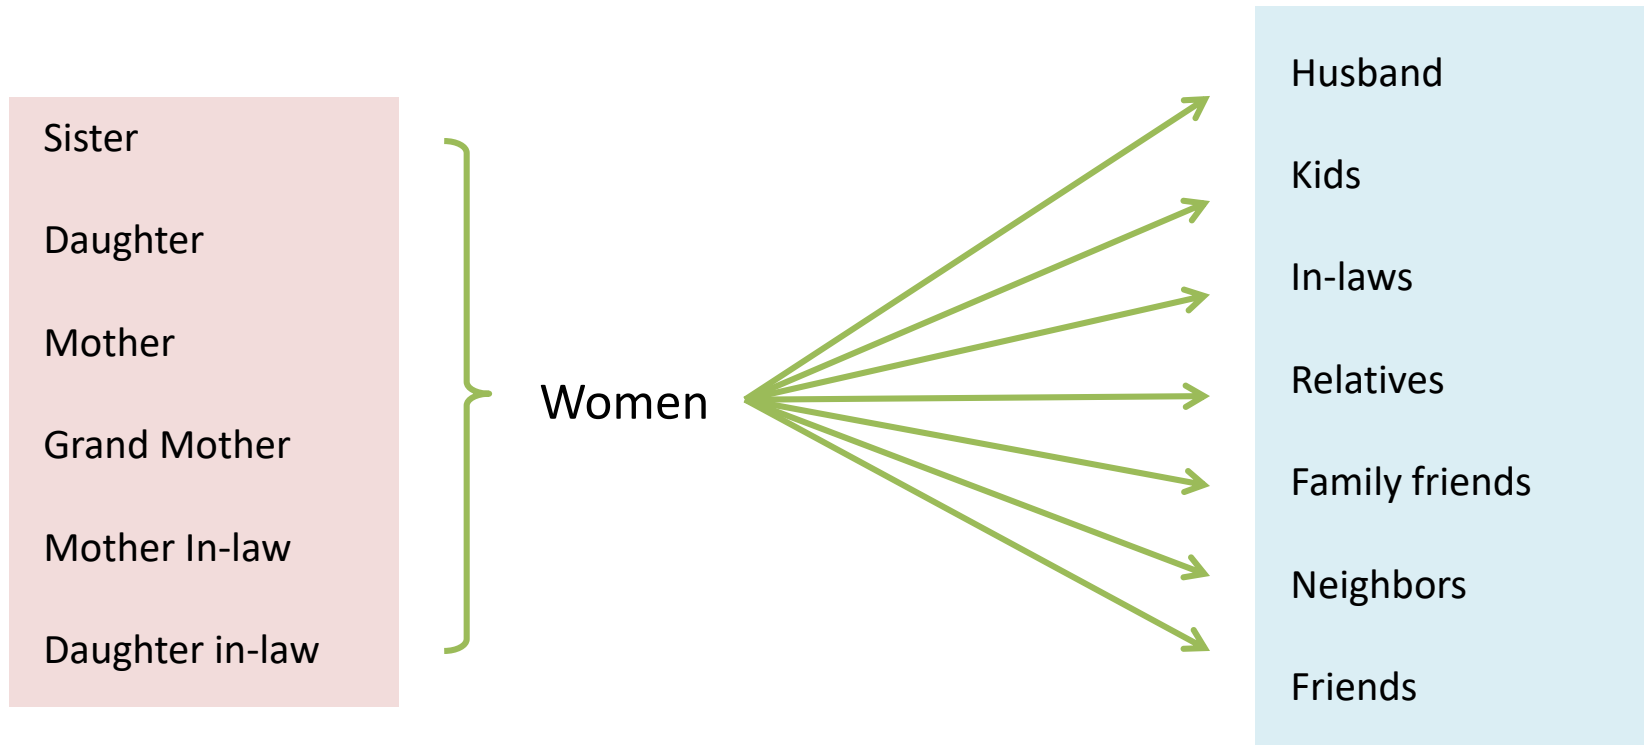 Sister
Daughter
Mother
Grand Mother
Mother In-law
Daughter in-law
Women
Husband
Kids
In-laws
Relatives
Family friends
Neighbors
Friends